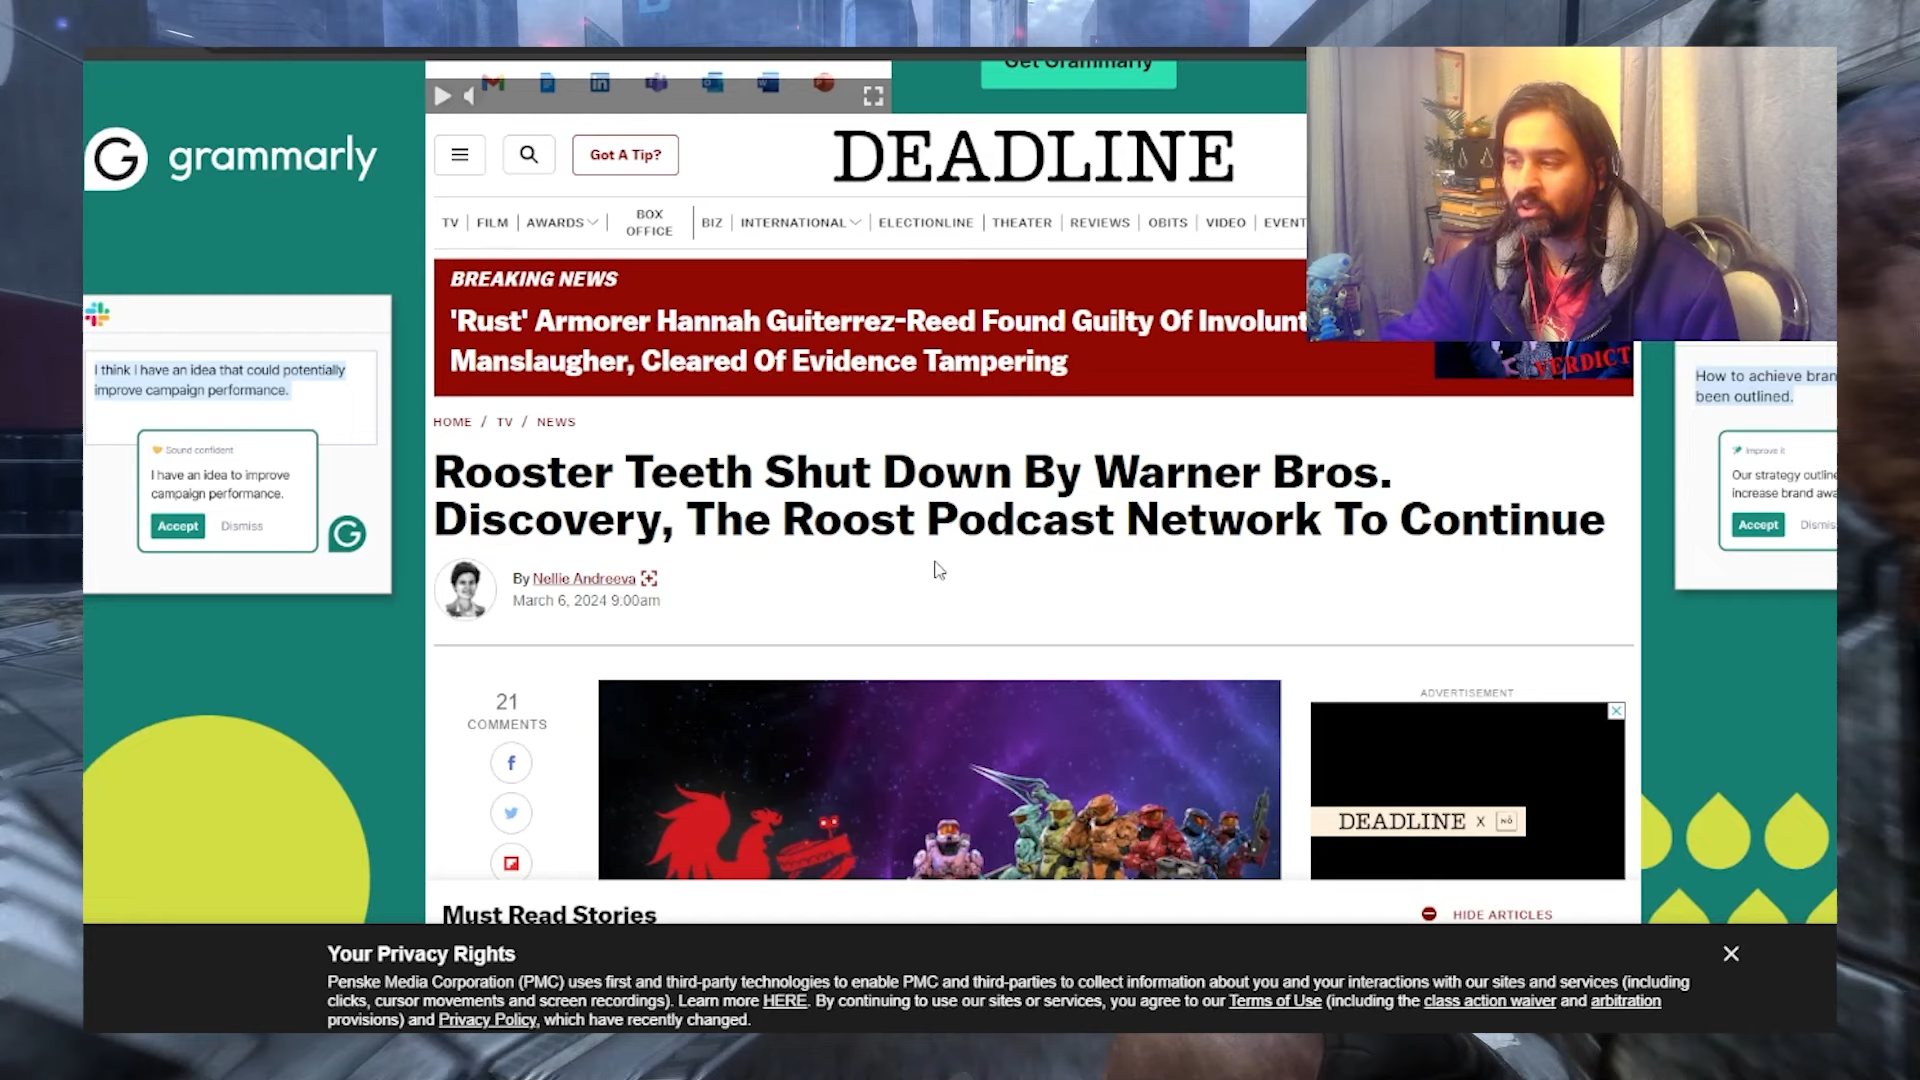 Get Grammarly
grammarly
Got A Tip?
DEADLINE
TV
FILM
AWARDS
BOX
OFFICE
BIZ
INTERNATIONAL
ELECTIONLINE
THEATER
REVIEWS
OBITS
VIDEO
EVENT
BREAKING NEWS
'Rust' Armorer Hannah Guiterrez-Reed Found Guilty Of Involunt
Manslaugher, Cleared Of Evidence Tampering
VERDICT
I think I have an idea that could potentially
improve campaign performance.
Sound confident
I have an idea to improve
campaign performance.
Accept Dismiss
How to achieve bran
been outlined.
Improve it
Our strategy outline
increase brand awa
Accept Dismis
HOME / TV / NEWS
Rooster Teeth Shut Down By Warner Bros.
Discovery, The Roost Podcast Network To Continue
By Nellie Andreeva
March 6, 2024 9:00am
21
COMMENTS
ADVERTISEMENT
DEADLINE X NÓ
Must Read Stories
HIDE ARTICLES
Your Privacy Rights
Penske Media Corporation (PMC) uses first and third-party technologies to enable PMC and third-parties to collect information about you and your interactions with our sites and services (including
clicks, cursor movements and screen recordings). Learn more HERE. By continuing to use our sites or services, you agree to our Terms of Use (including the class action waiver and arbitration
provisions) and Privacy Policy, which have recently changed.